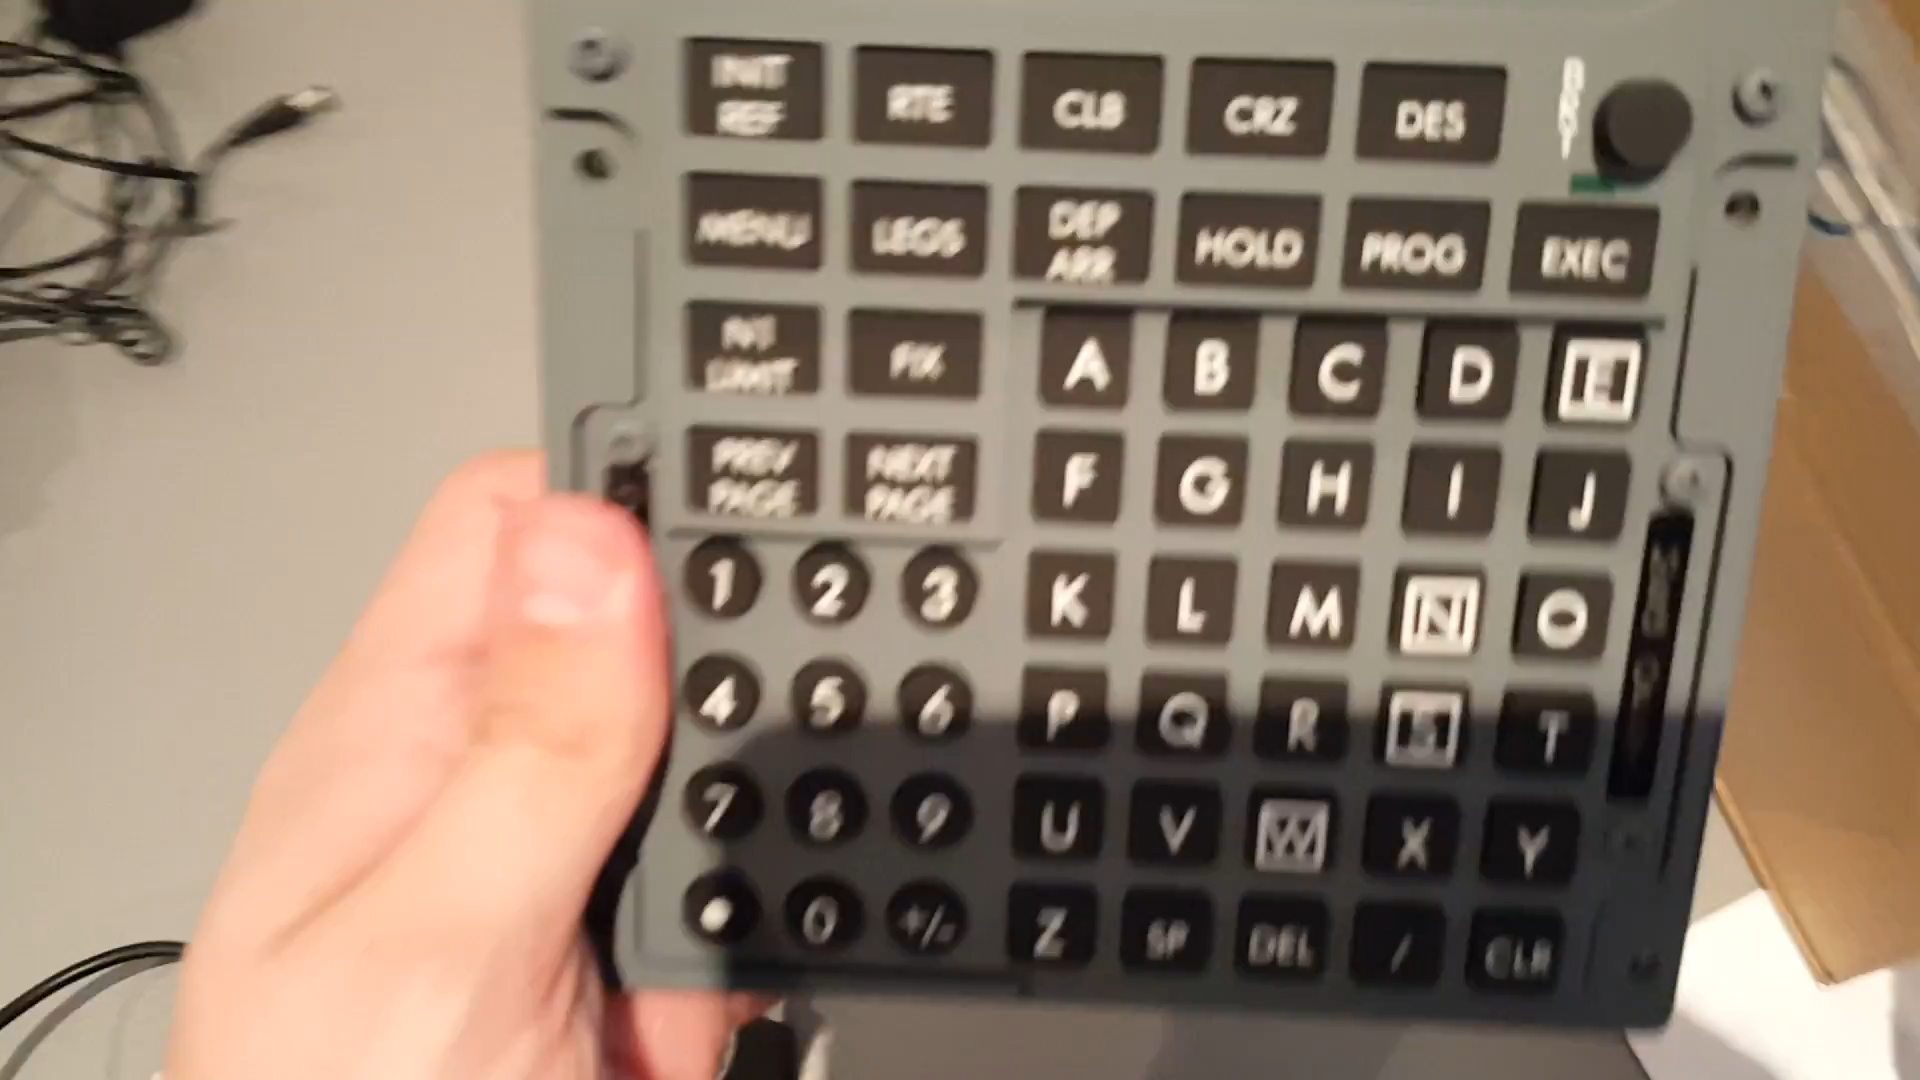 INIT
REF
RTE
CLB
CRZ
DES
BRT
MENU
LEGS
DEP
ARR
HOLD
PROG
EXEC
N1
LIMIT
FIX
A B C D E
PREV
PAGE
NEXT
PAGE
F G H I J
1 2 3
K L M N O
4 5 6
P Q R S T
7 8 9
U V W X Y
. 0 +/-
Z SP DEL / CLR